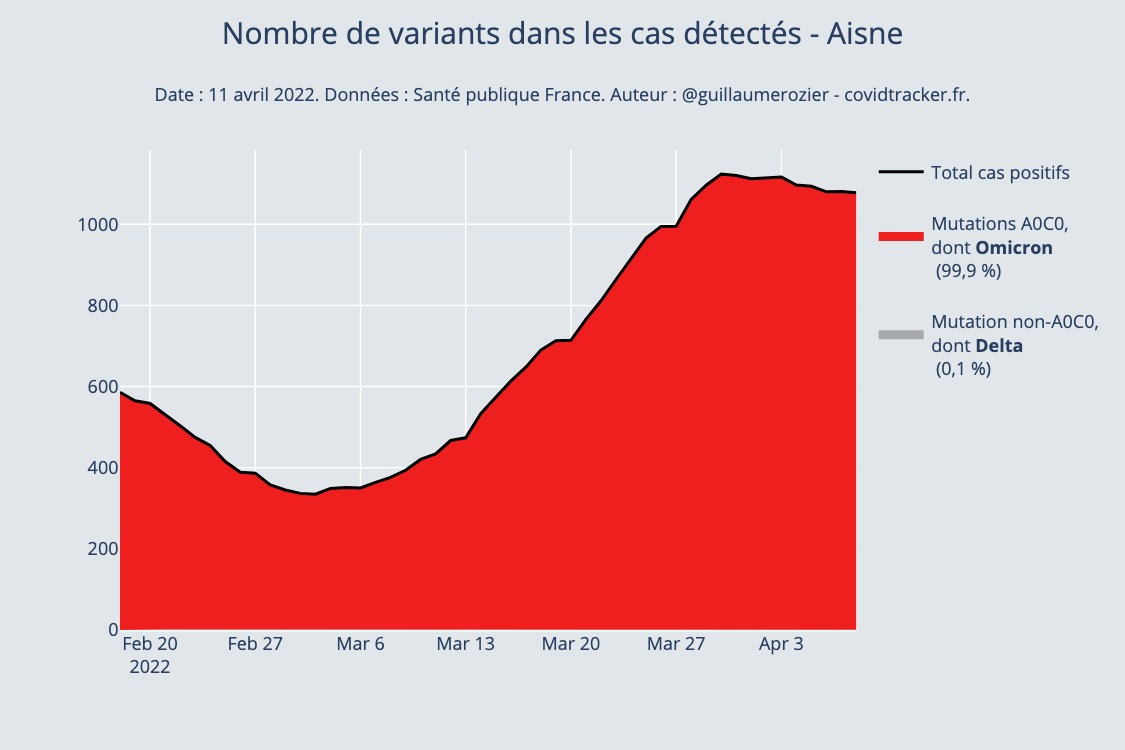 Nombre de variants dans les cas détectés - Aisne
Date : 11 avril 2022. Données : Santé publique France. Auteur : @guillaumerozier - covidtracker.fr.
Total cas positifs
Mutations A0C0,
dont Omicron
(99,9 %)
Mutation non-A0C0,
dont Delta
(0,1 %)
1000
800
600
400
200
0
Feb 20 Feb 27 Mar 6 Mar 13 Mar 20 Mar 27 Apr 3
2022